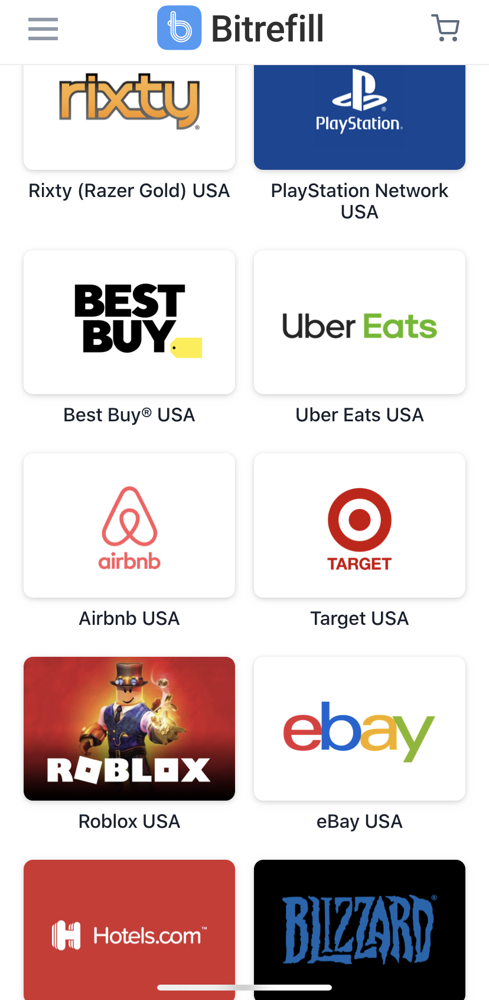 Bitrefill
rixty®
PlayStation®
Rixty (Razer Gold) USA
PlayStation Network
USA
BEST
BUY
Uber Eats
Best Buy® USA
Uber Eats USA
airbnb
TARGET
Airbnb USA
Target USA
ROBLOX
ebay
Roblox USA
eBay USA
Hotels.com™
BLIZZARD®